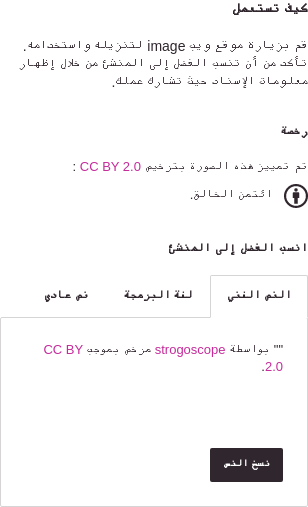 كيف تستعمل
قم بزيارة موقع ويب image لتنزيله واستخدامه.
تأكد من أن تنسب الفضل إلى المنشئ من خلال إظهار
معلومات الإسناد حيث تشارك عملك.
رخصة
تم تمييز هذه الصورة بترخيص CC BY 2.0 :
ائتمن الخالق.
انسب الفضل إلى المنشئ
النص الغني لغة البرمجة نص عادي
"" بواسطة strogoscope مرخص بموجب CC BY
2.0.
نسخ النص